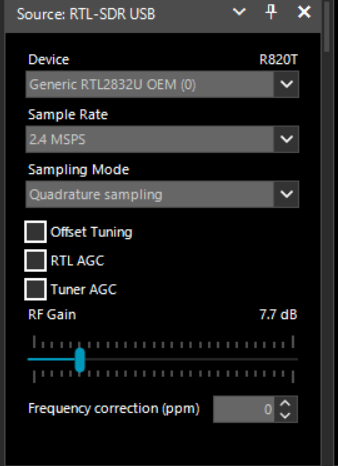 Source: RTL-SDR USB
Device R820T
Generic RTL2832U OEM (0)
Sample Rate
2.4 MSPS
Sampling Mode
Quadrature sampling
Offset Tuning
RTL AGC
Tuner AGC
RF Gain 7.7 dB
Frequency correction (ppm) 0